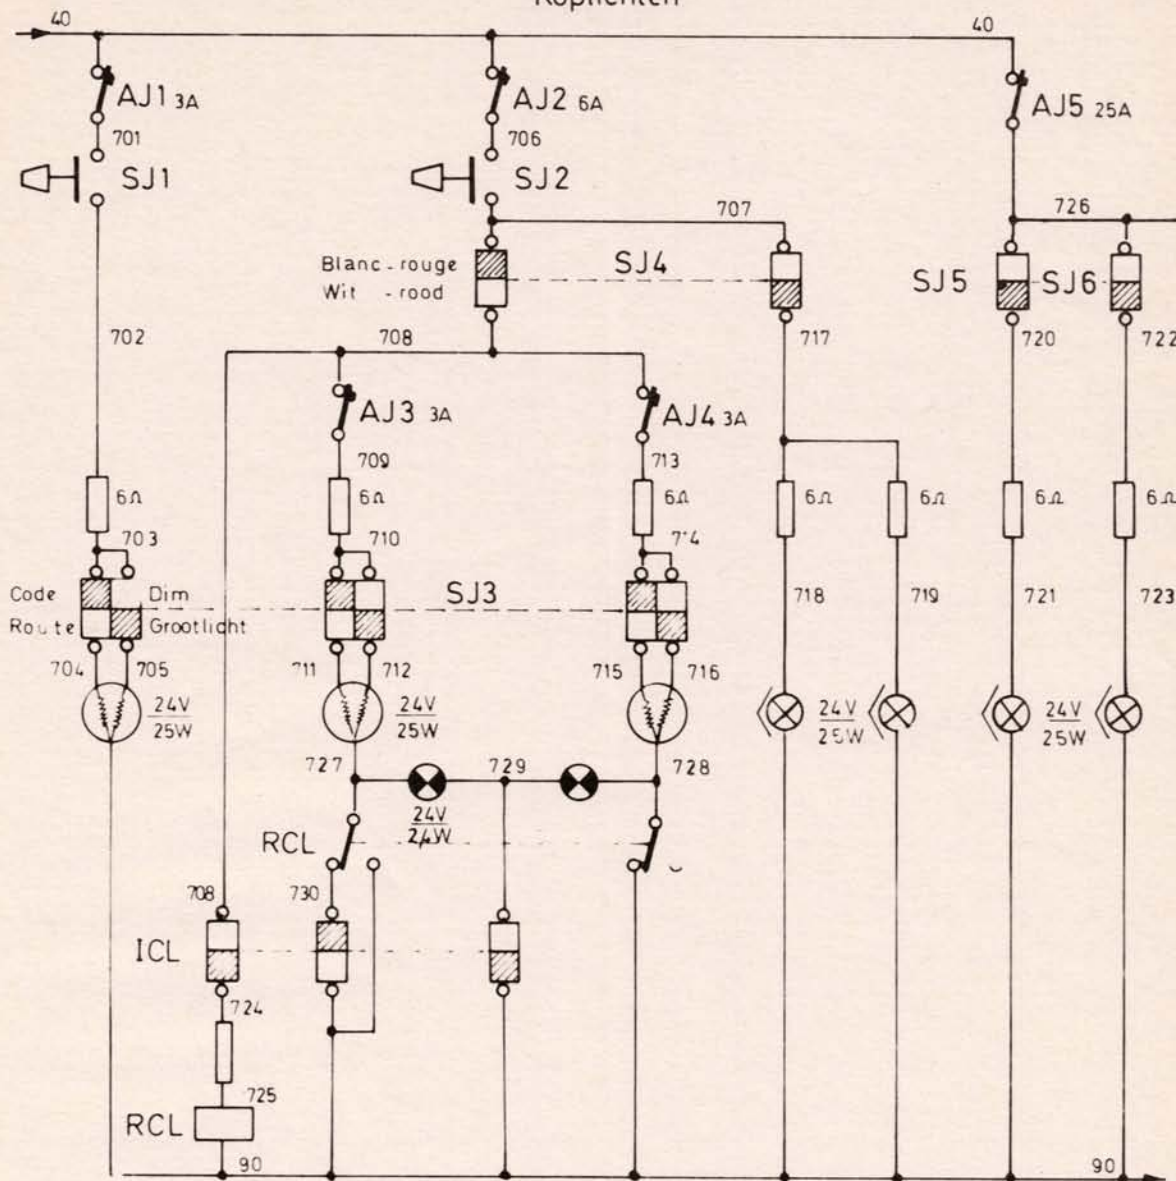 Koplichten
40 40
AJ1 3A AJ2 6A AJ5 25A
701 706
SJ1 SJ2
707 726
Blanc-rouge SJ4 SJ5 SJ6
Wit - rood
702 708 717 720 722
AJ3 3A AJ4 3A
709 713
6Ω 6Ω 6Ω 6Ω 6Ω 6Ω 6Ω
703 710 714
Code Dim SJ3 718 719 721 723
Route Grootlicht
704 705 711 712 715 716
24V 24V 24V 24V
25W 25W 25W 25W
727 729 728
24V
RCL
708 730
ICL
724
725
RCL
90 90